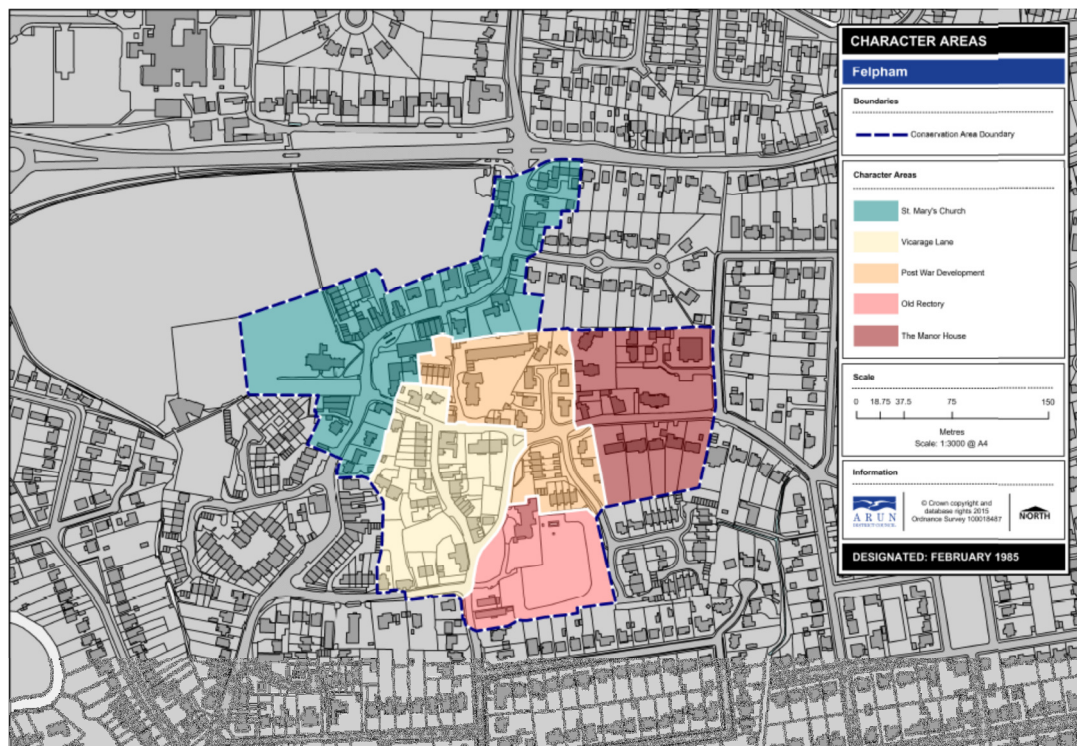 CHARACTER AREAS
Felpham
Boundaries
Conservation Area Boundary
Character Areas
St. Mary's Church
Vicarage Lane
Post War Development
Old Rectory
The Manor House
Scale
0 18.75 37.5 75 150
Metres
Scale: 1:3000 @ A4
Information
ARUN
DISTRICT COUNCIL
© Crown copyright and
database rights 2015
Ordnance Survey 100018487
NORTH
DESIGNATED: FEBRUARY 1985